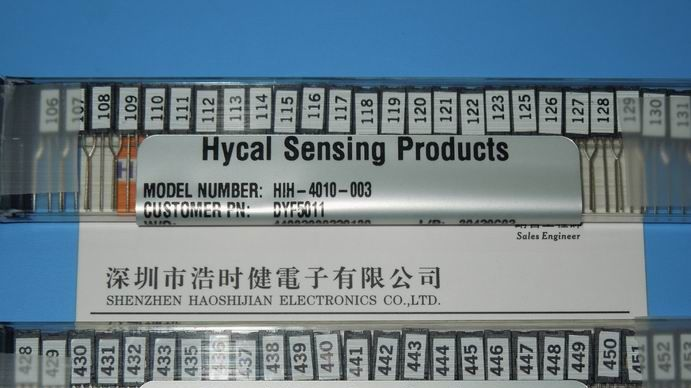 106 107 108 109 110 111 112 113 114 115 116 117 118 119 120 121 122 123 125 126 127 128 129 130 131
Hycal Sensing Products
MODEL NUMBER: HIH-4010-003
CUSTOMER PN: DYF5011
Sales Engineer
深圳市浩时健電子有限公司
SHENZHEN HAOSHIJIAN ELECTRONICS CO.,LTD.
428 429 430 431 432 433 435 436 437 438 439 440 441 442 443 444 445 446 447 448 449 450 451 452 453